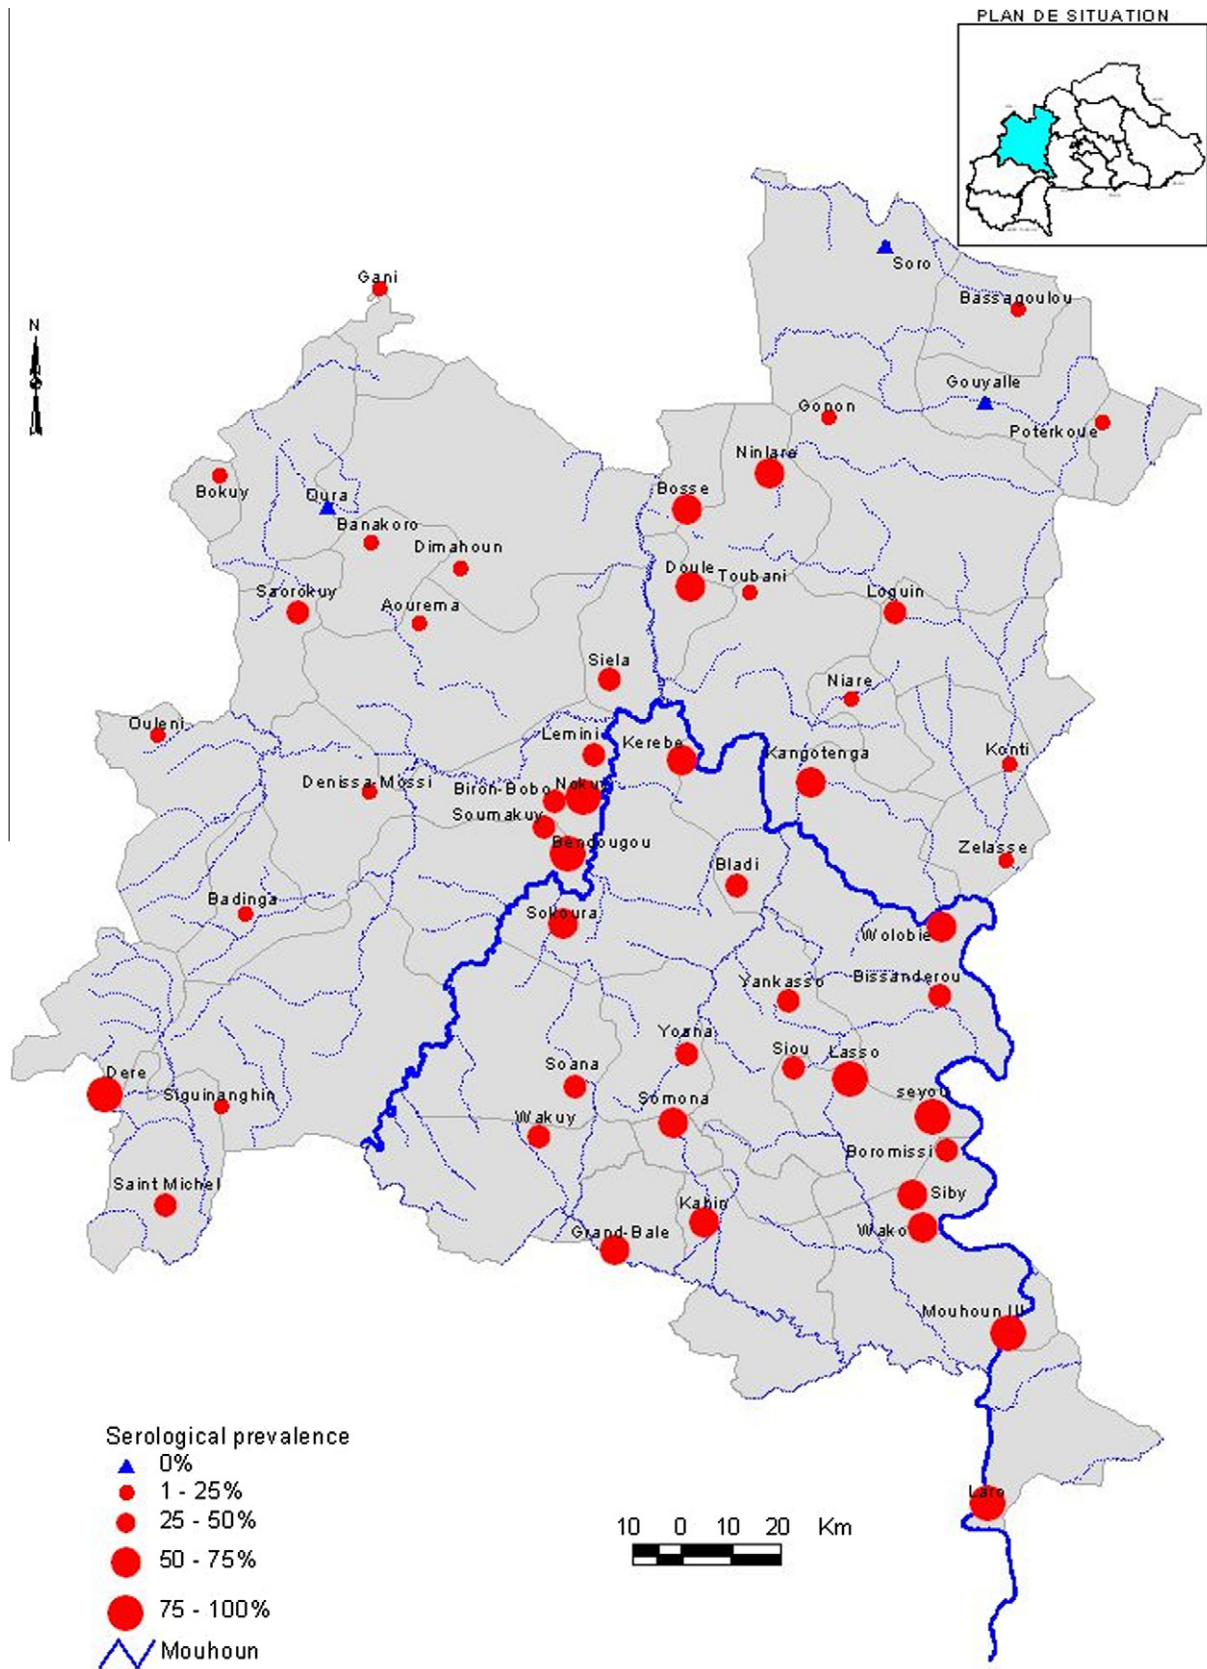 PLAN DE SITUATION
Soro
Gani
Bassagoulou
N
Gouyalle
Gonon
Poterkoue
Ninlare
Bokuy
Oura
Bosse
Banakoro
Dimahoun
Doule
Toubani
Saorokuy
Aourema
Loguin
Siela
Niare
Ouleni
Lemini
Kerebe
Kangotenga
Konti
Denissa-Mossi
Biron-Bobo
Nokuy
Soumakuy
Bendougou
Zelasse
Bladi
Badinga
Sokoura
Wolobie
Yankasso
Bissanderou
Yoana
Siou
Lasso
Soana
Dere
Siguinanghin
Somona
seyou
Wakuy
Boromissi
Saint Michel
Siby
Kahin
Grand-Bale
Wako
Mouhoun III
Serological prevalence
0%
1 - 25%
25 - 50%
50 - 75%
75 - 100%
Mouhoun
Laro
10 0 10 20 Km